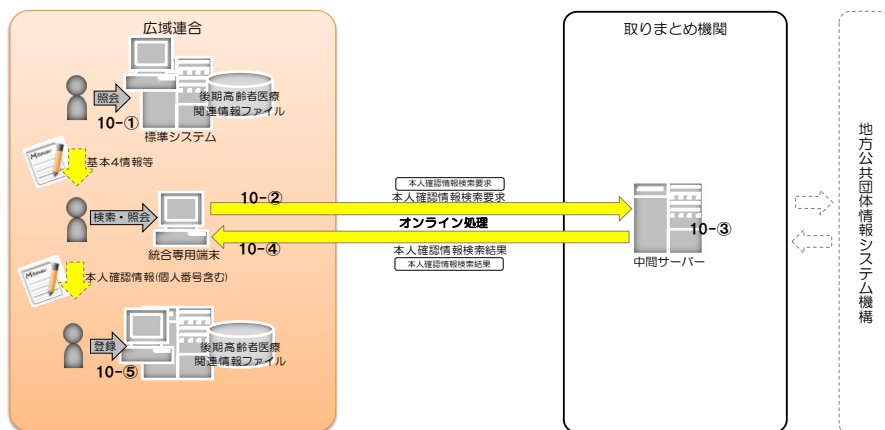 広域連合
取りまとめ機関
照会
後期高齢者医療
関連情報ファイル
10-①
標準システム
Memo
基本4情報等
検索・照会
10-②
本人確認情報検索要求
本人確認情報検索要求
オンライン処理
10-③
10-④
統合専用端末
本人確認情報検索結果
本人確認情報検索結果
中間サーバー
Memo
本人確認情報(個人番号含む)
登録
後期高齢者医療
関連情報ファイル
10-⑤
地方公共団体情報システム機構